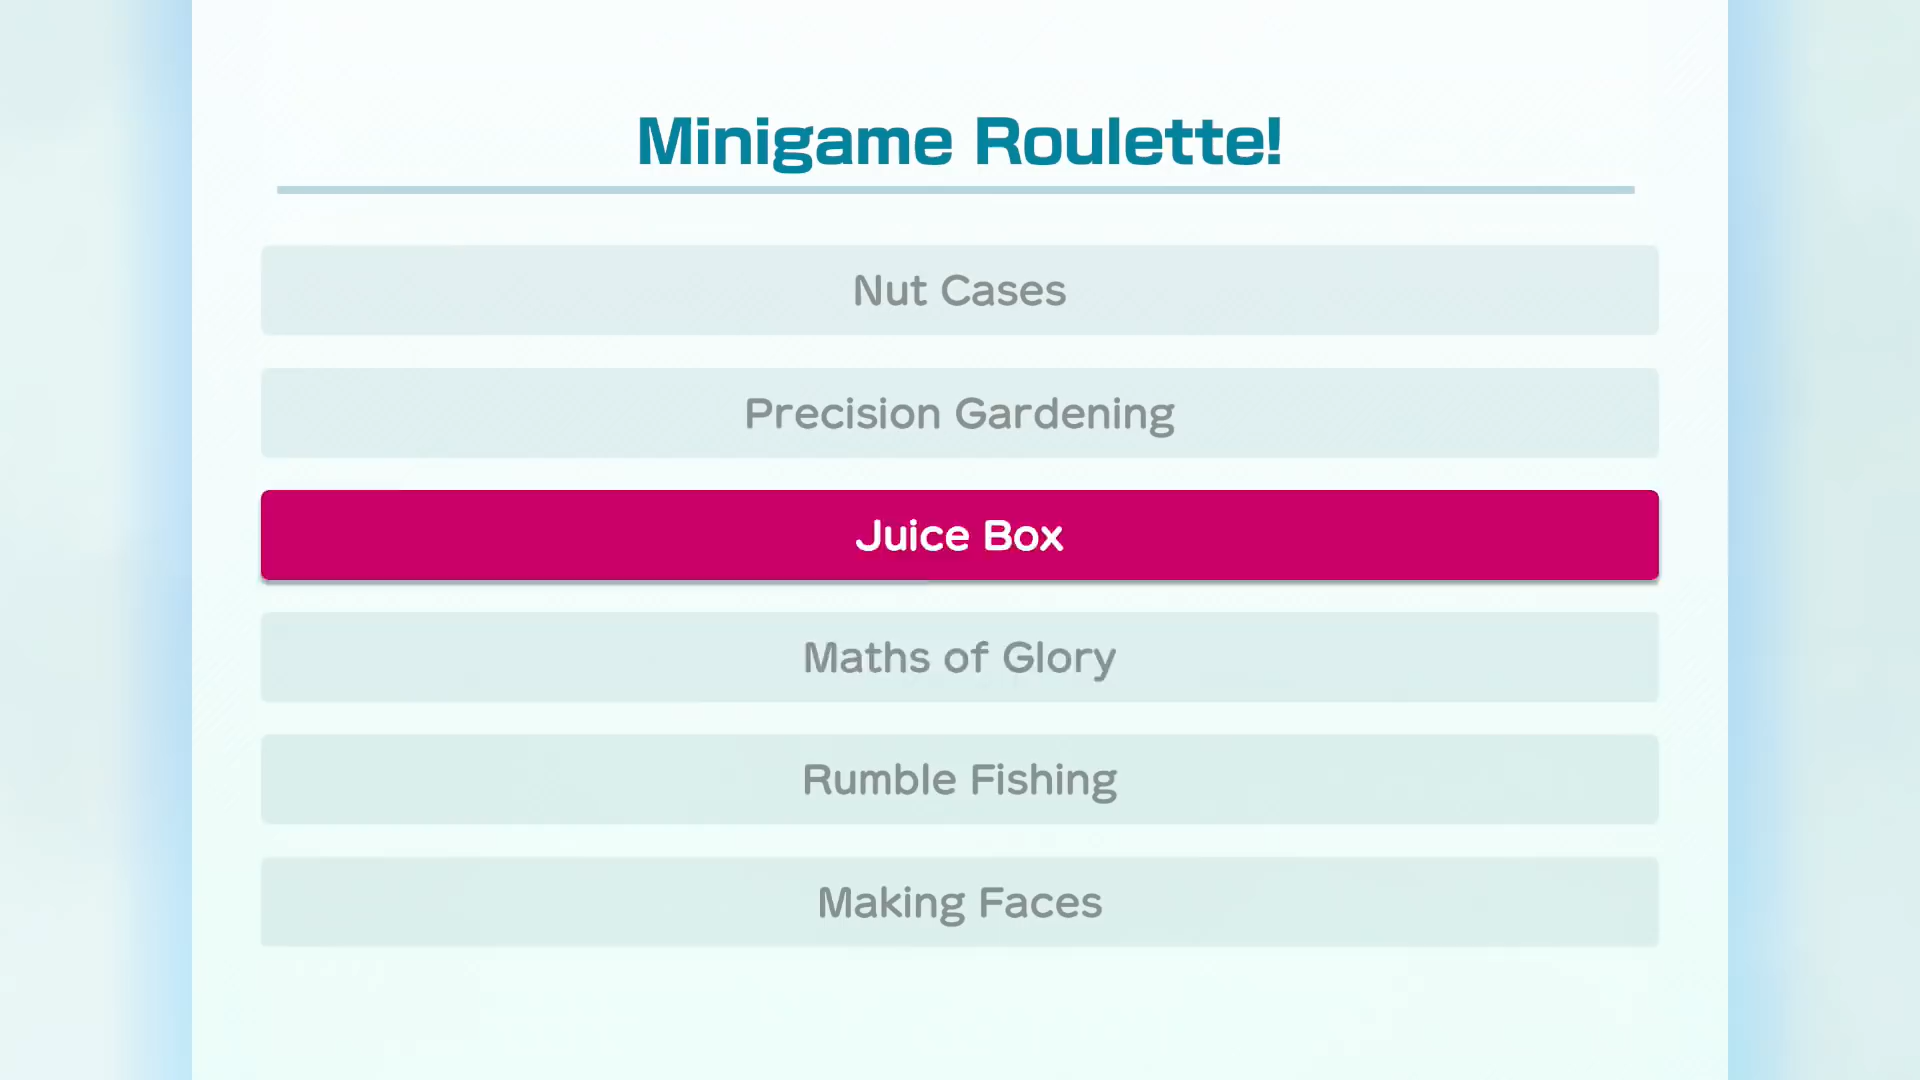 Minigame Roulette!
Nut Cases
Precision Gardening
Juice Box
Maths of Glory
Rumble Fishing
Making Faces